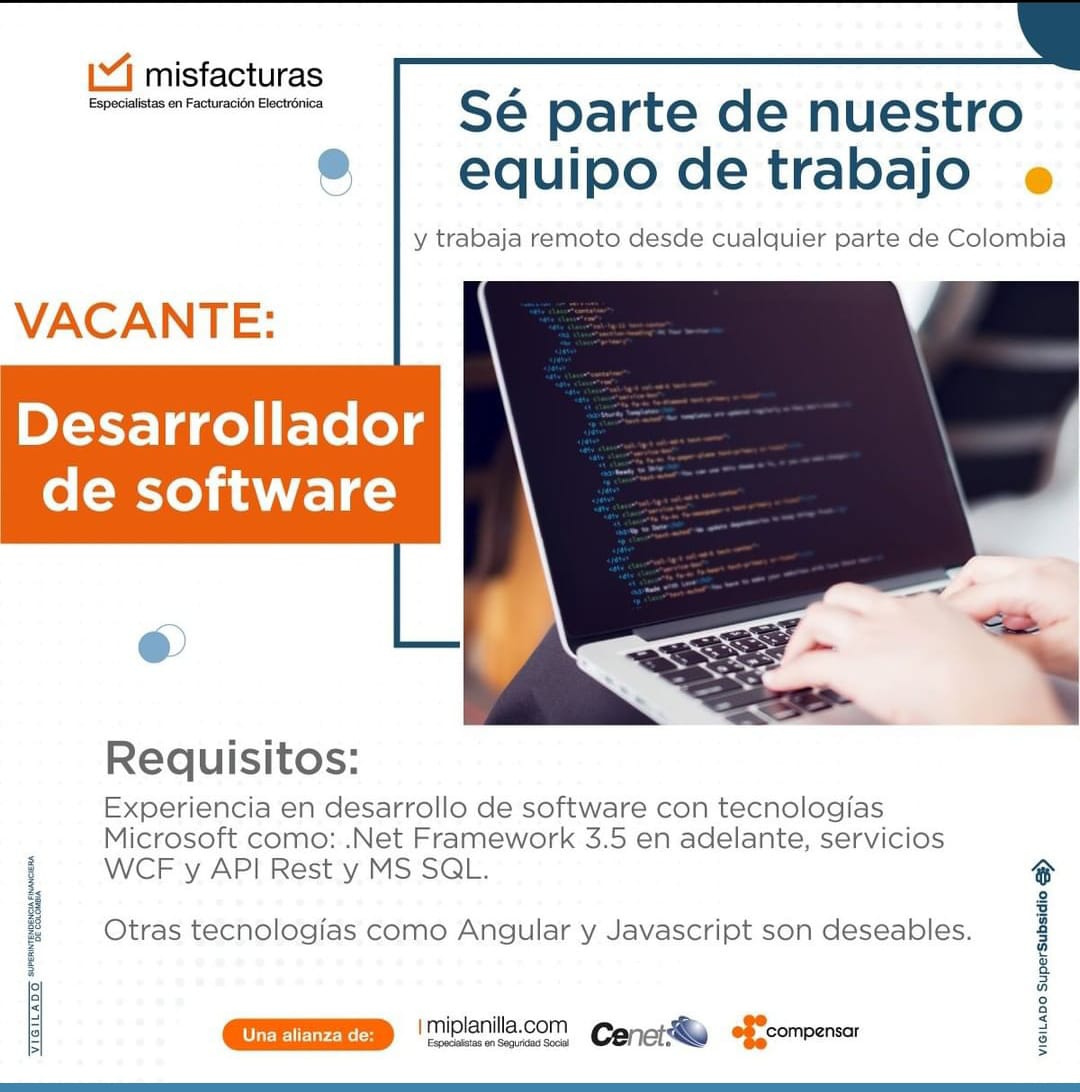 misfacturas
Especialistas en Facturación Electrónica
Sé parte de nuestro
equipo de trabajo
y trabaja remoto desde cualquier parte de Colombia
VACANTE:
Desarrollador
de software
Requisitos:
Experiencia en desarrollo de software con tecnologías
Microsoft como: .Net Framework 3.5 en adelante, servicios
WCF y API Rest y MS SQL.
Otras tecnologías como Angular y Javascript son deseables.
VIGILADO SUPERINTENDENCIA FINANCIERA
DE COLOMBIA
VIGILADO SuperSubsidio
Una alianza de:
miplanilla.com
Especialistas en Seguridad Social
Cenet
compensar